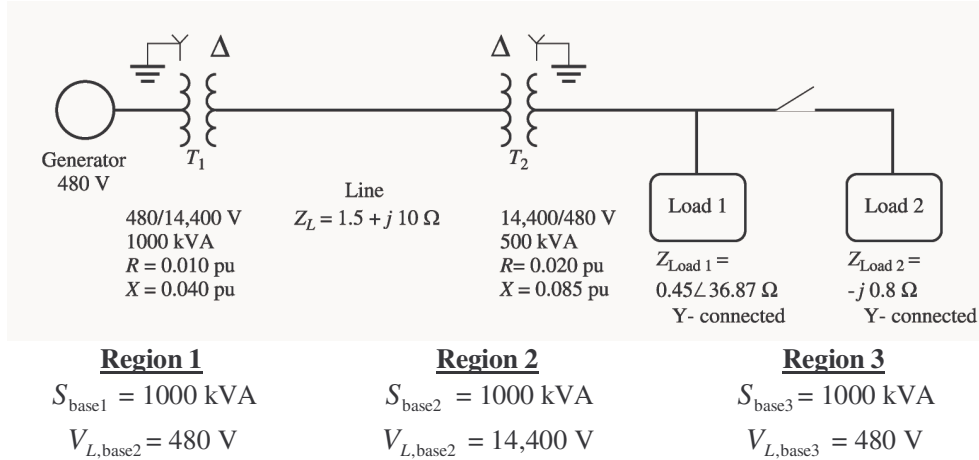 Δ Δ
Generator
480 V
T1 T2
Line
480/14,400 V
1000 kVA
R = 0.010 pu
X = 0.040 pu
ZL = 1.5 + j 10 Ω
14,400/480 V
500 kVA
R= 0.020 pu
X = 0.085 pu
Load 1
ZLoad 1 =
0.45∠36.87 Ω
Y- connected
Load 2
ZLoad 2 =
-j 0.8 Ω
Y- connected
Region 1
Sbase1 = 1000 kVA
VL,base2 = 480 V
Region 2
Sbase2 = 1000 kVA
VL,base2 = 14,400 V
Region 3
Sbase3 = 1000 kVA
VL,base3 = 480 V